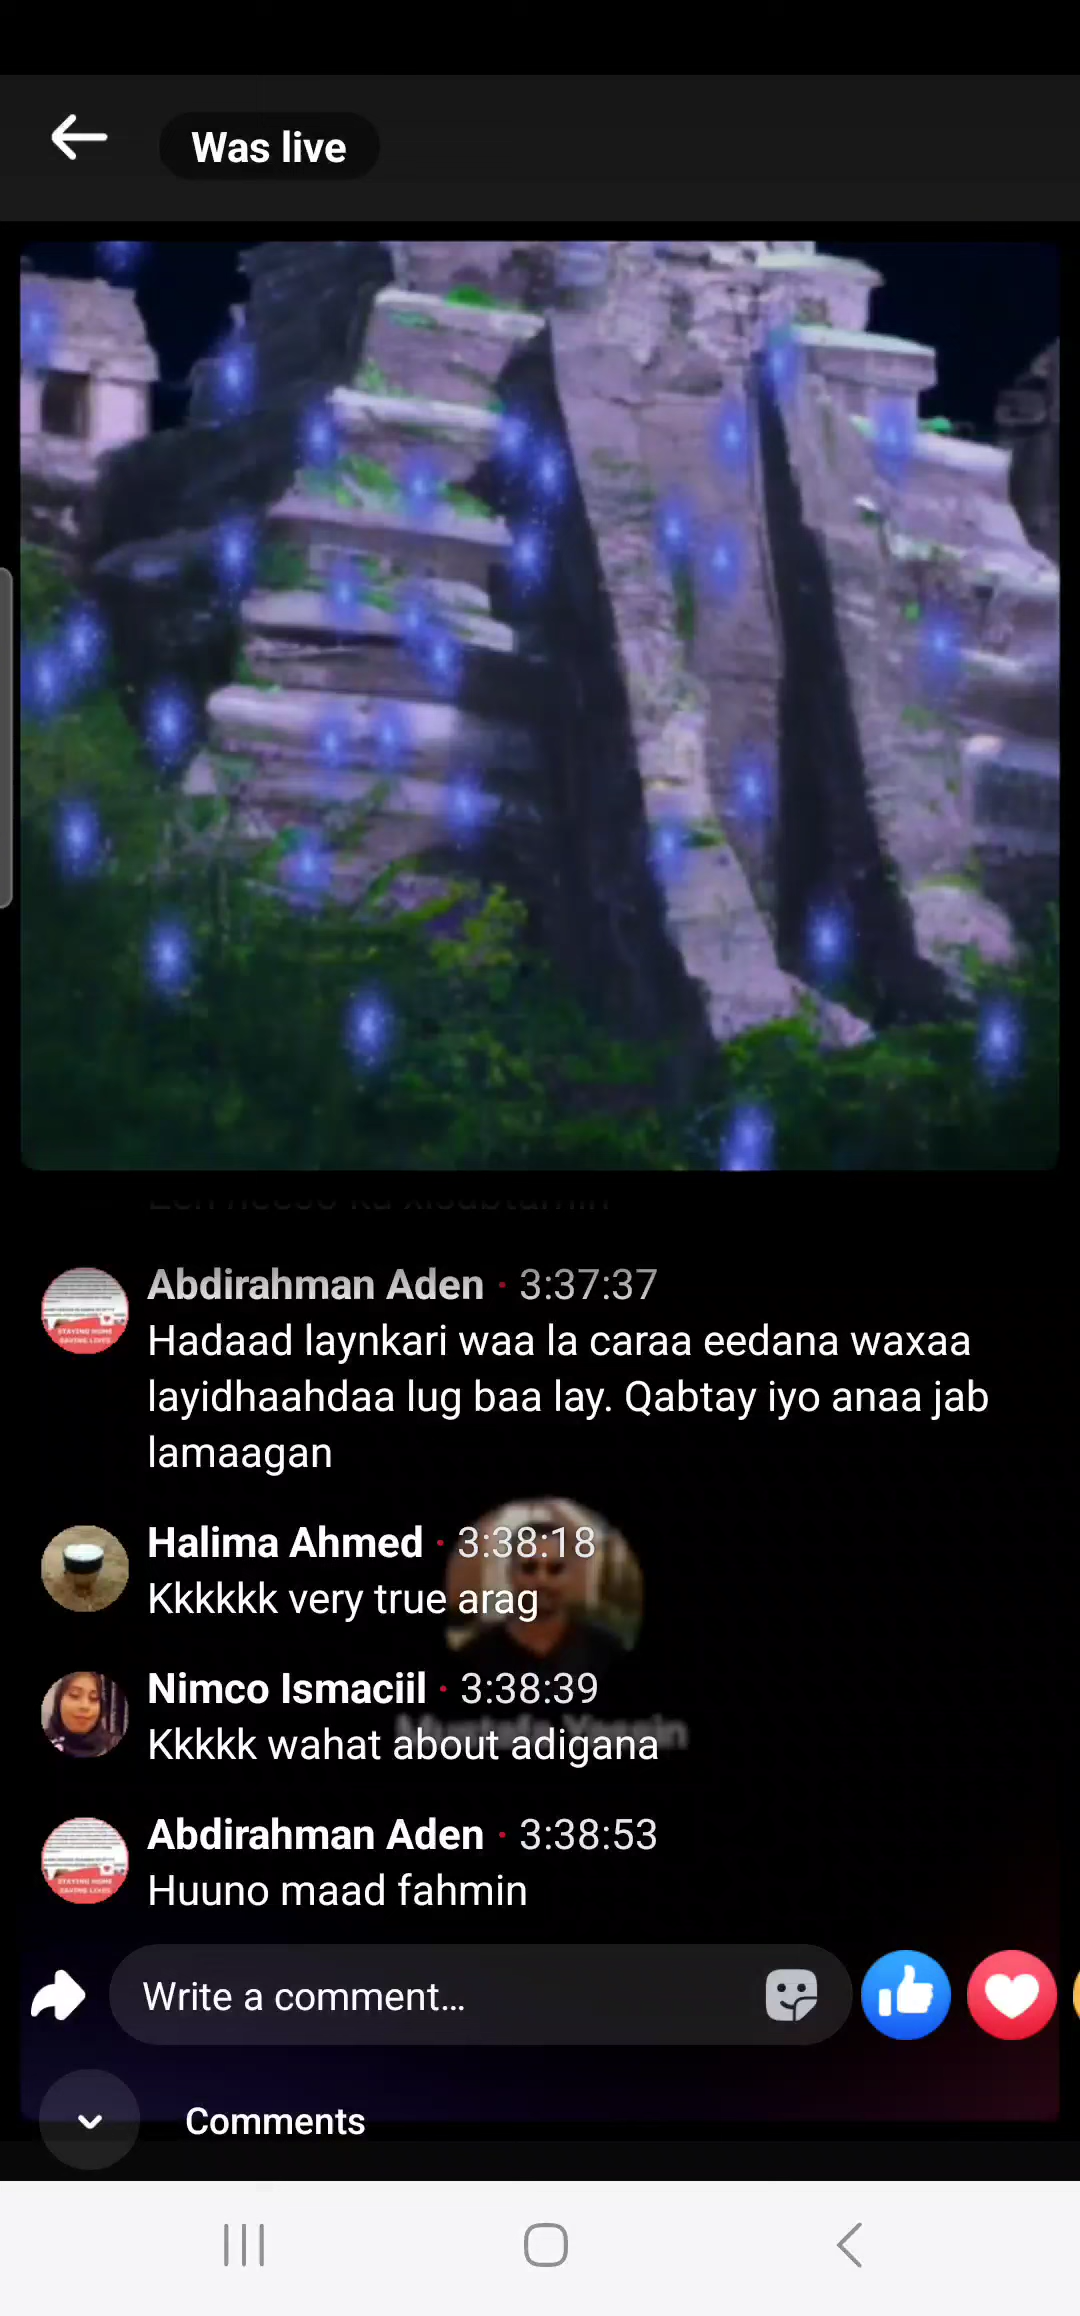 Was live
Abdirahman Aden · 3:37:37
Hadaad laynkari waa la caraa eedana waxaa
layidhaahdaa lug baa lay. Qabtay iyo anaa jab
lamaagan
Halima Ahmed · 3:38:18
Kkkkkk very true arag
Nimco Ismaciil · 3:38:39
Kkkkk wahat about adigana
Abdirahman Aden · 3:38:53
Huuno maad fahmin
Write a comment...
Comments